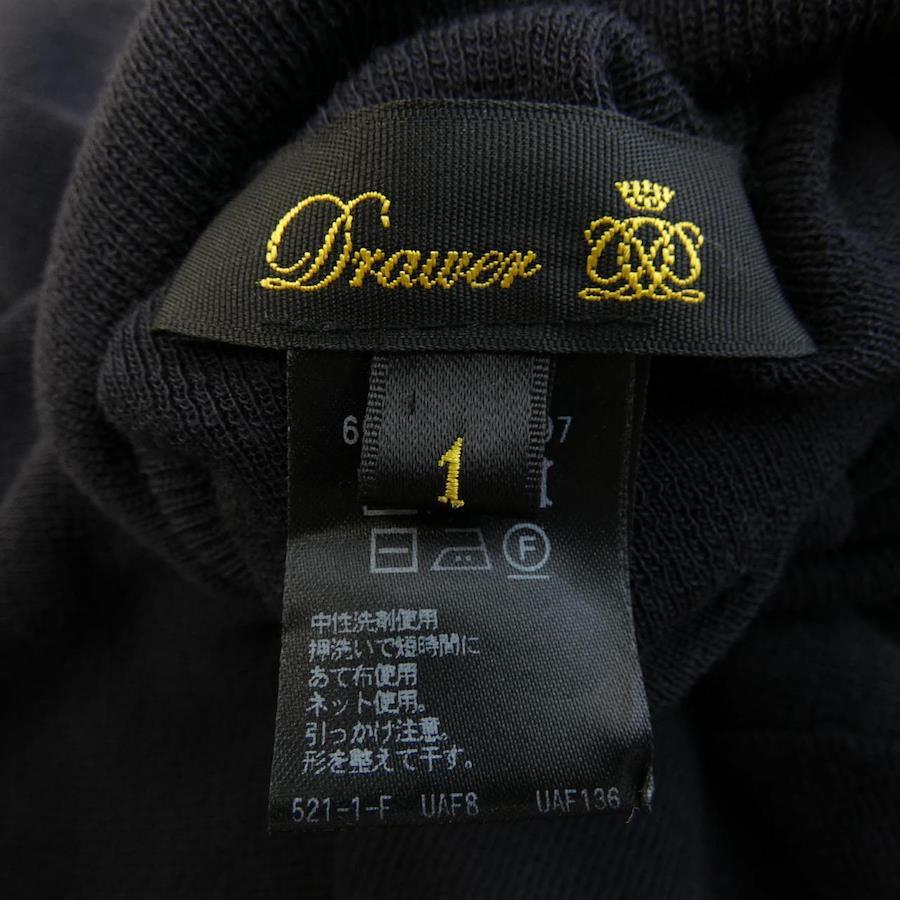 Drawer
1
中性洗剤使用
押洗いで短時間に
あて布使用
ネット使用。
引っかけ注意。
形を整えて干す。
521-1-F UAF8 UAF136